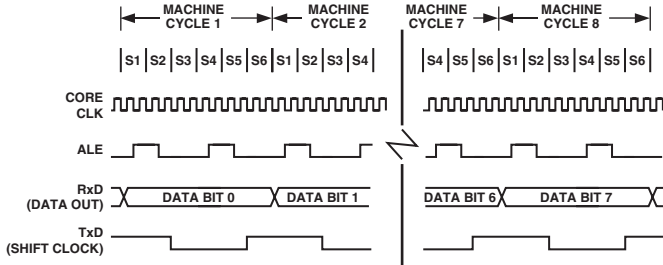 MACHINE CYCLE 1
MACHINE CYCLE 2
MACHINE CYCLE 7
MACHINE CYCLE 8
S1 S2 S3 S4 S5 S6 S1 S2 S3 S4 S4 S5 S6 S1 S2 S3 S4 S5 S6
CORE CLK
ALE
RxD (DATA OUT)
DATA BIT 0 DATA BIT 1 DATA BIT 6 DATA BIT 7
TxD (SHIFT CLOCK)